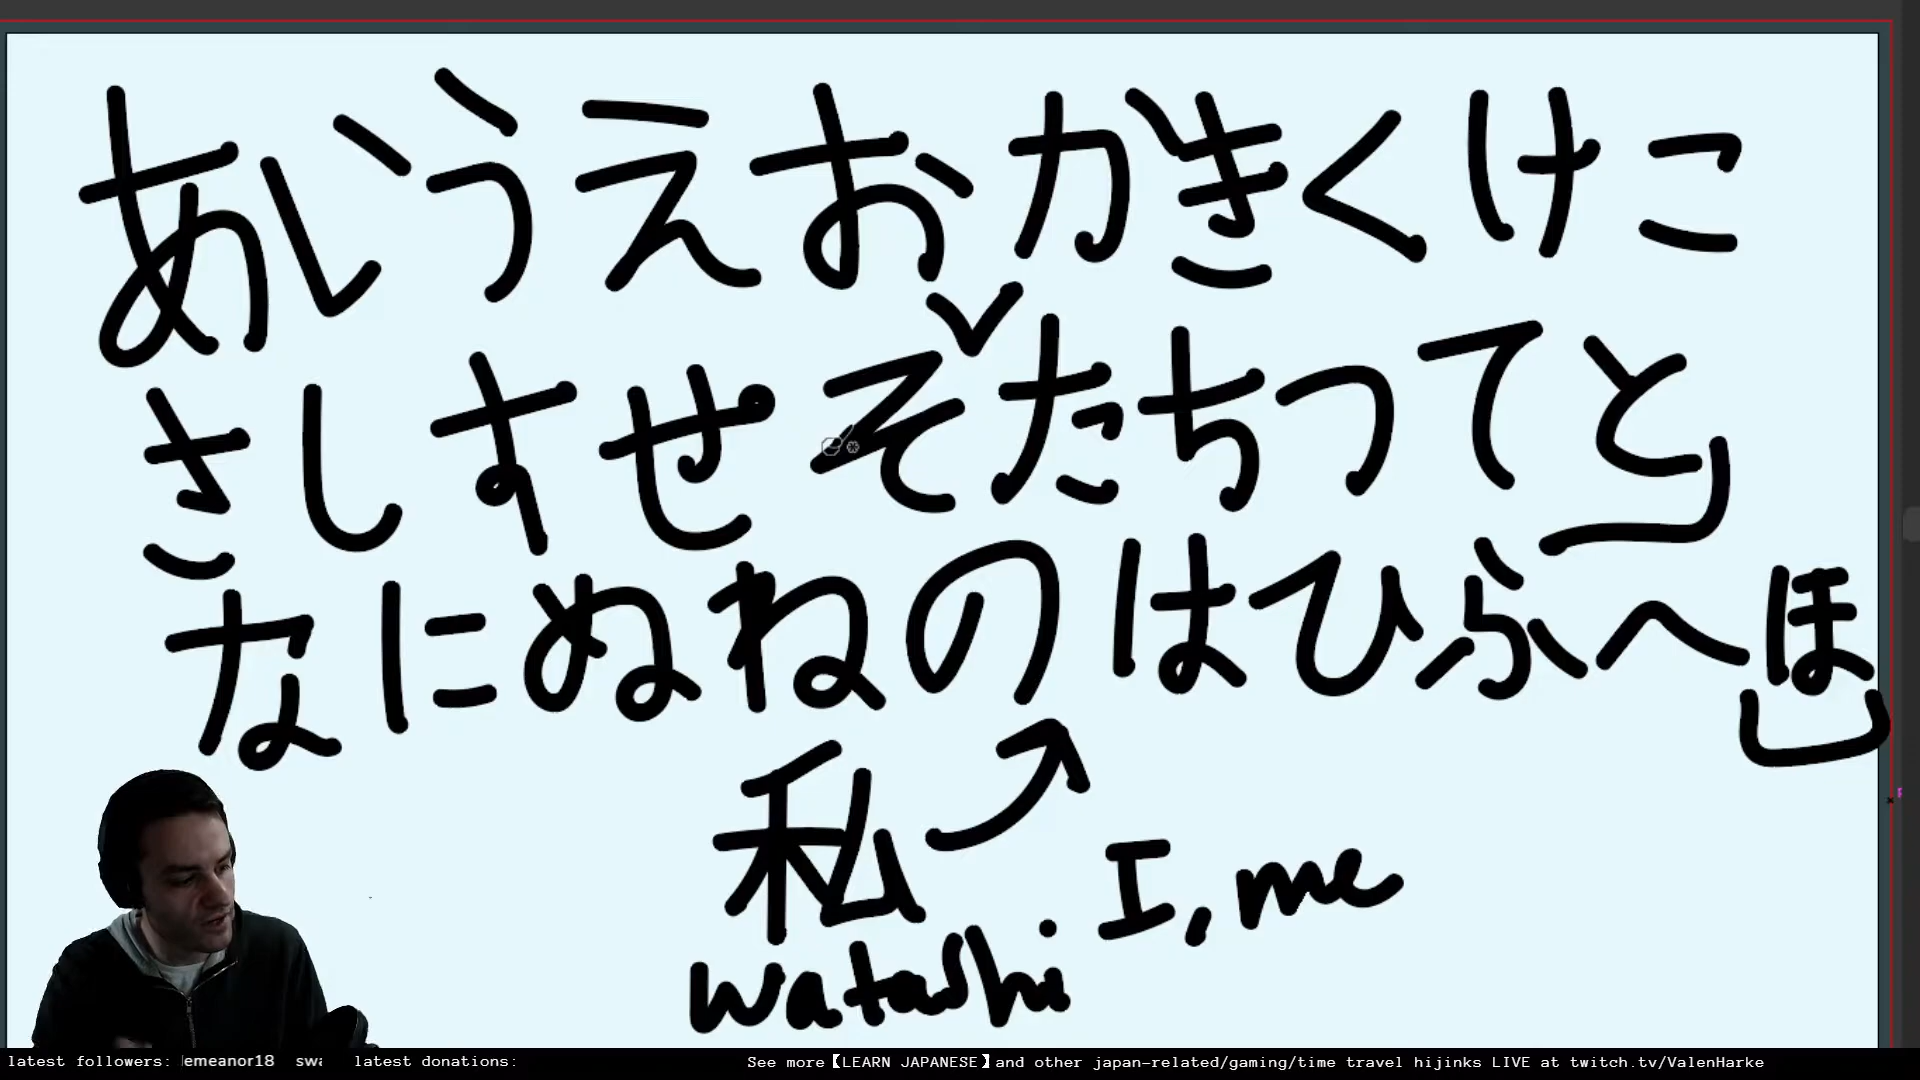 あいうえおかきくけこ
さしすせそたちつてと
なにぬねのはひふへほ
私
I, me
watashi
latest followers: emeanor18 swa latest donations: See more【LEARN JAPANESE】and other japan-related/gaming/time travel hijinks LIVE at twitch.tv/ValenHarke